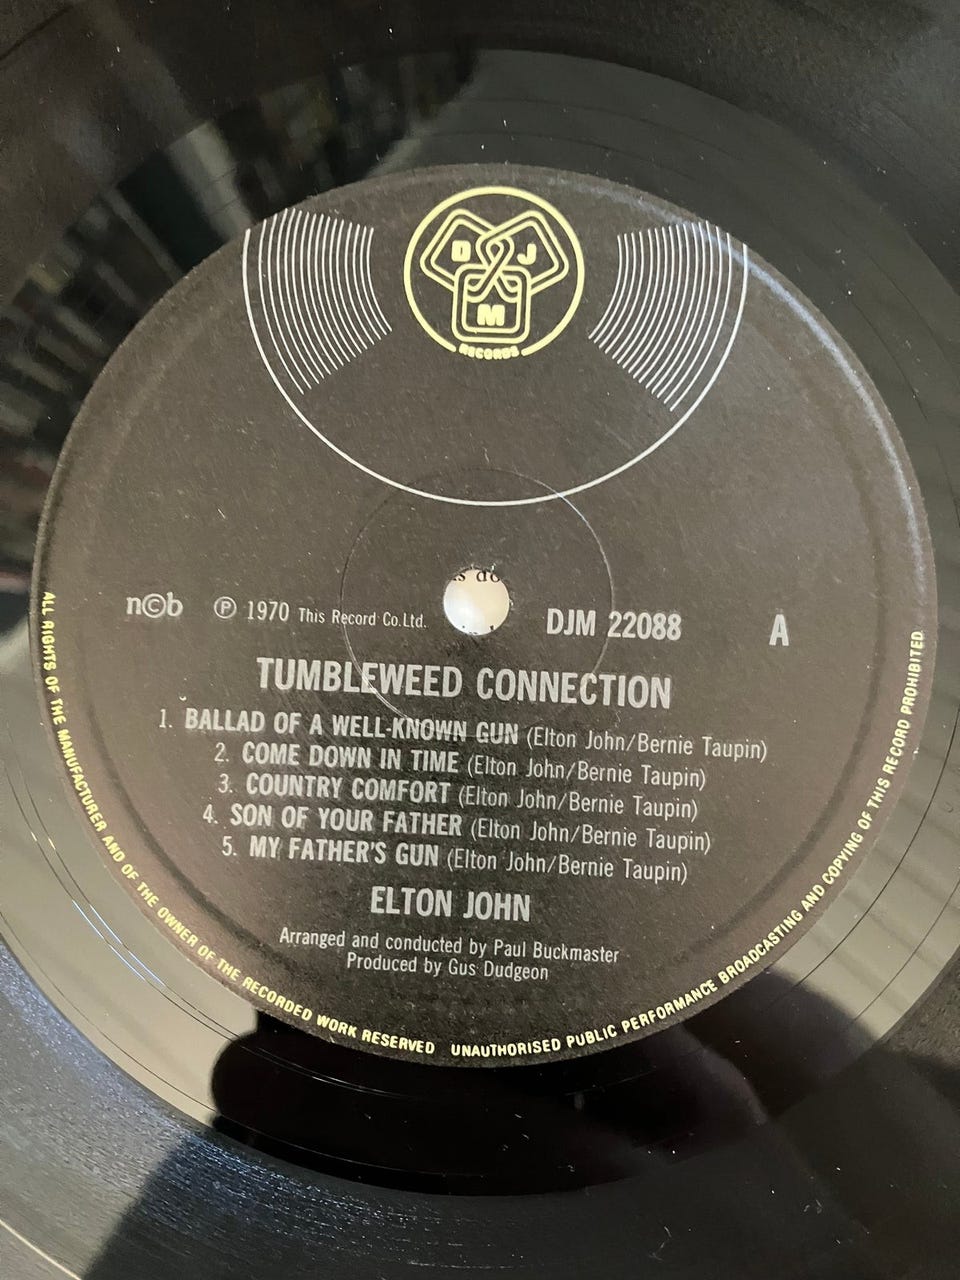 D J
M
RECORDS
s do
n©b ℗ 1970 This Record Co.Ltd. DJM 22088 A
TUMBLEWEED CONNECTION
1. BALLAD OF A WELL-KNOWN GUN (Elton John/Bernie Taupin)
2. COME DOWN IN TIME (Elton John/Bernie Taupin)
3. COUNTRY COMFORT (Elton John/Bernie Taupin)
4. SON OF YOUR FATHER (Elton John/Bernie Taupin)
5. MY FATHER'S GUN (Elton John/Bernie Taupin)
ELTON JOHN
Arranged and conducted by Paul Buckmaster
Produced by Gus Dudgeon
ALL RIGHTS OF THE MANUFACTURER AND OF THE OWNER OF THE RECORDED WORK RESERVED UNAUTHORISED PUBLIC PERFORMANCE BROADCASTING AND COPYING OF THIS RECORD PROHIBITED